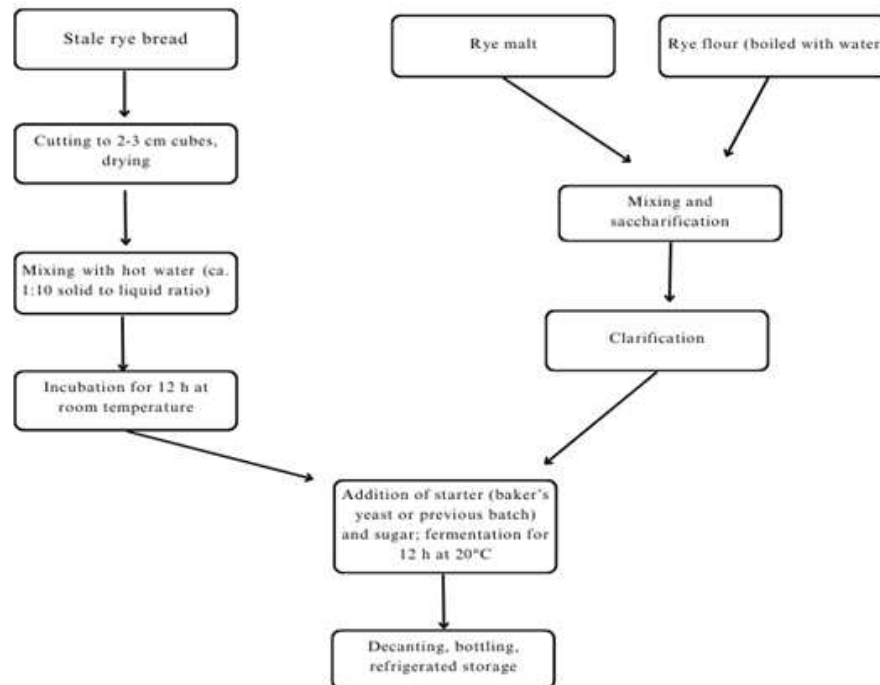 Stale rye bread
Cutting to 2-3 cm cubes,
drying
Mixing with hot water (ca.
1:10 solid to liquid ratio)
Incubation for 12 h at
room temperature
Rye malt
Rye flour (boiled with water
Mixing and
saccharification
Clarification
Addition of starter (baker's
yeast or previous batch)
and sugar; fermentation for
12 h at 20°C
Decanting, bottling,
refrigerated storage